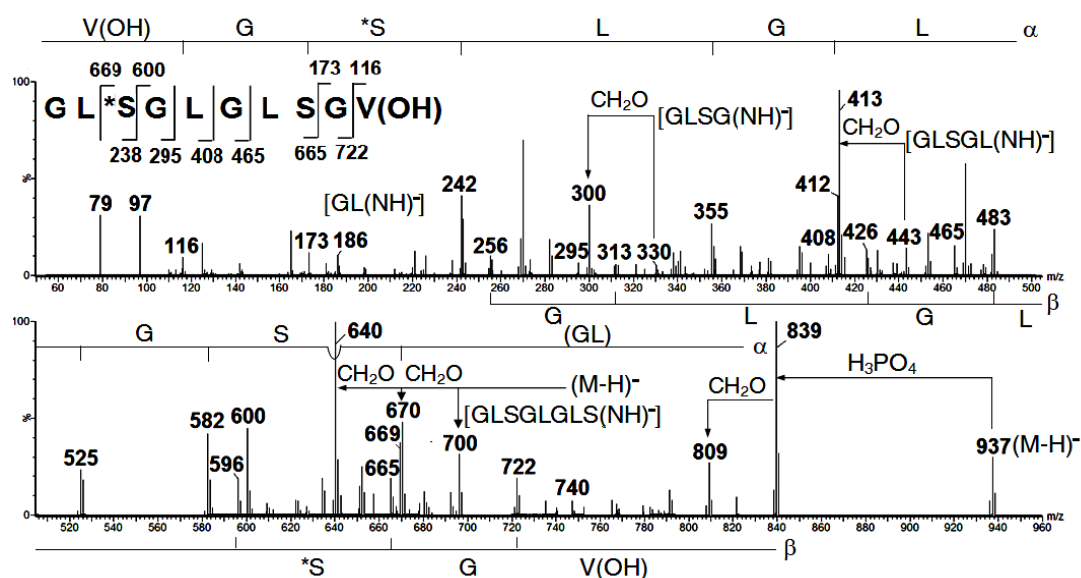 V(OH) G *S L G L α
669 600 173 116
G L *S G L G L S G V(OH)
238 295 408 465 665 722
100
%
0
[GL(NH)⁻]
79 97 116 173 186 242 256 295 300 313 330 355 408 412 413 426 443 465 483
CH₂O
[GLSG(NH)⁻]
CH₂O
[GLSGL(NH)⁻]
60 80 100 120 140 160 180 200 220 240 260 280 300 320 340 360 380 400 420 440 460 480 500 m/z
G L G L β
G S (GL) α
100
%
0
640
839
CH₂O CH₂O (M-H)⁻
[GLSGLGLS(NH)⁻]
CH₂O
H₃PO₄
937 (M-H)⁻
525 582 596 600 665 669 670 700 722 740 809
520 540 560 580 600 620 640 660 680 700 720 740 760 780 800 820 840 860 880 900 920 940 960
m/z
*S G V(OH) β